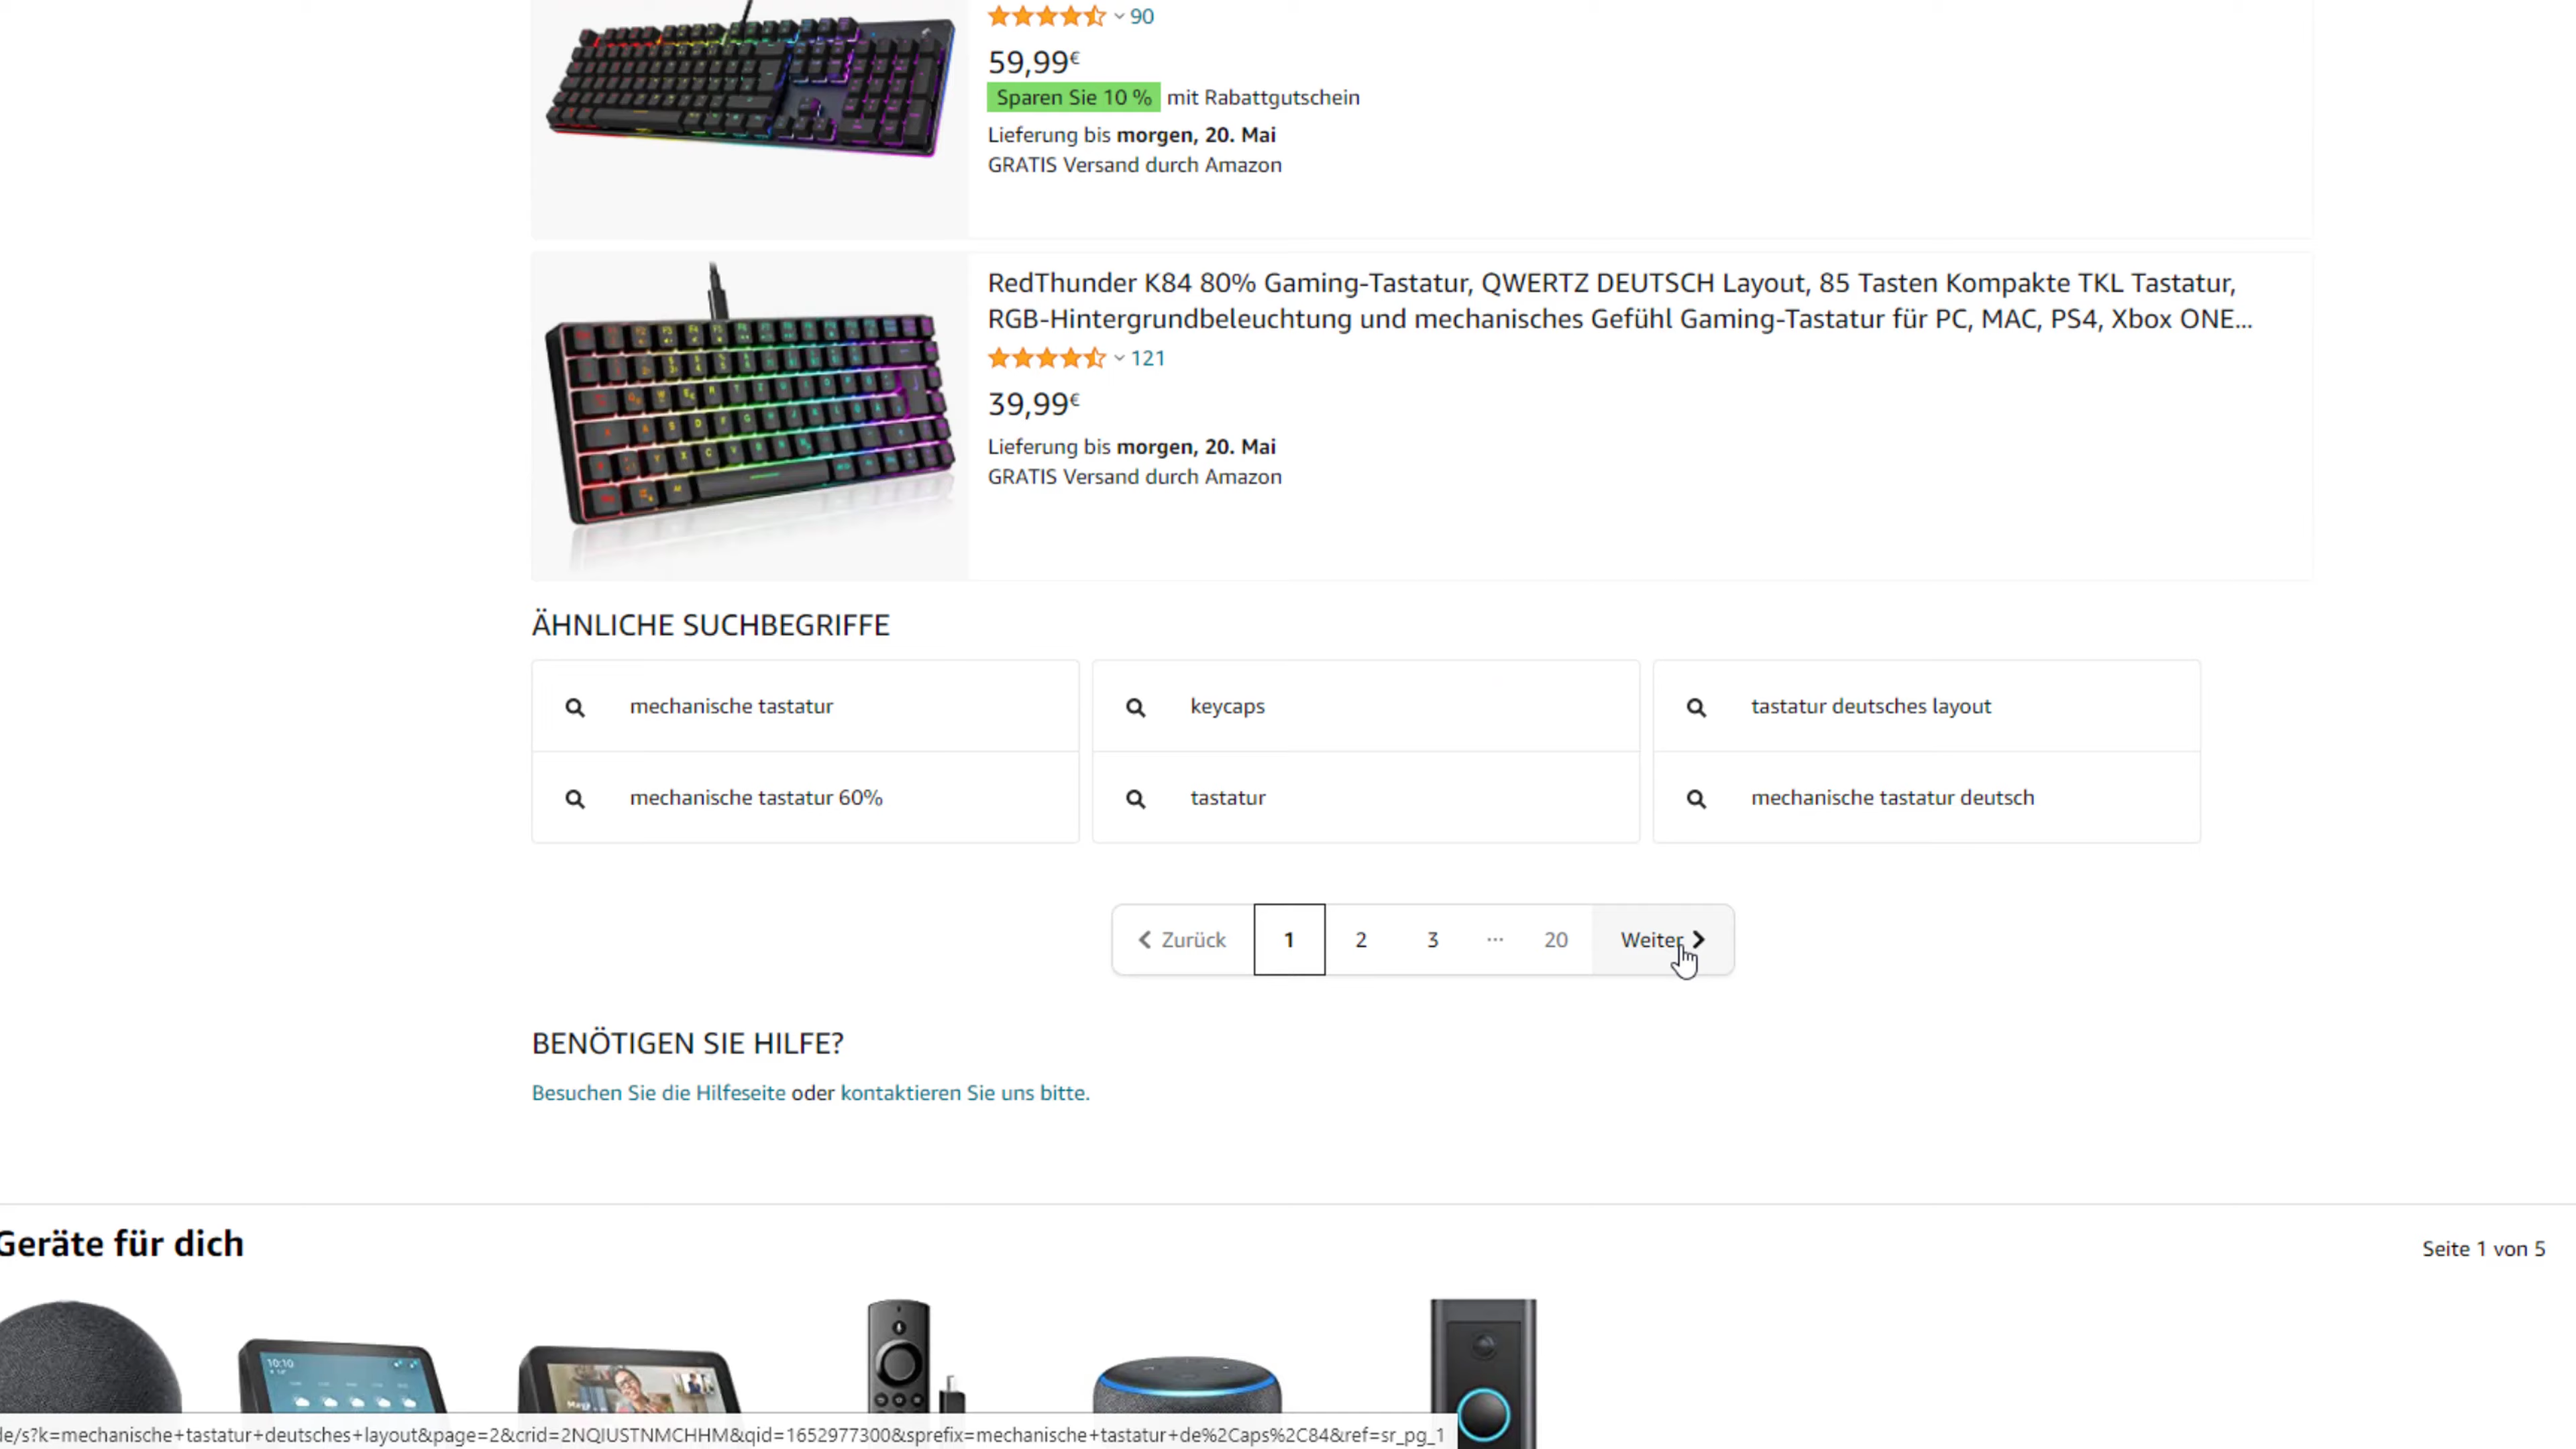 90
59,99€
Sparen Sie 10 % mit Rabattgutschein
Lieferung bis morgen, 20. Mai
GRATIS Versand durch Amazon
RedThunder K84 80% Gaming-Tastatur, QWERTZ DEUTSCH Layout, 85 Tasten Kompakte TKL Tastatur,
RGB-Hintergrundbeleuchtung und mechanisches Gefühl Gaming-Tastatur für PC, MAC, PS4, Xbox ONE...
121
39,99€
Lieferung bis morgen, 20. Mai
GRATIS Versand durch Amazon
ÄHNLICHE SUCHBEGRIFFE
mechanische tastatur
keycaps
tastatur deutsches layout
mechanische tastatur 60%
tastatur
mechanische tastatur deutsch
Zurück 1 2 3 ... 20 Weiter
BENÖTIGEN SIE HILFE?
Besuchen Sie die Hilfeseite oder kontaktieren Sie uns bitte.
Geräte für dich
Seite 1 von 5
10:10
de/s?k=mechanische+tastatur+deutsches+layout&page=2&crid=2NQIUSTNMCHHM&qid=1652977300&sprefix=mechanische+tastatur+de%2Caps%2C84&ref=sr_pg_1